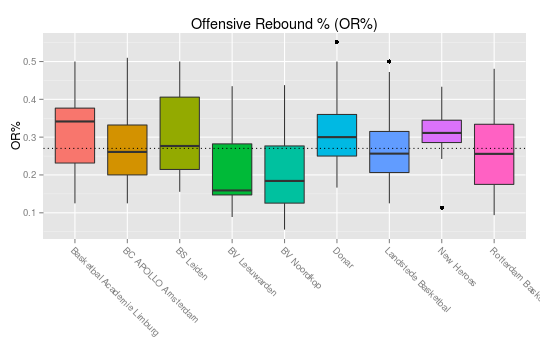 Offensive Rebound % (OR%)
OR%
0.5
0.4
0.3
0.2
0.1
Basketbal Academie Limburg
BC APOLLO Amsterdam
BS Leiden
BV Leeuwarden
BV Noordkop
Donar
Landstede Basketbal
New Heroes
Rotterdam